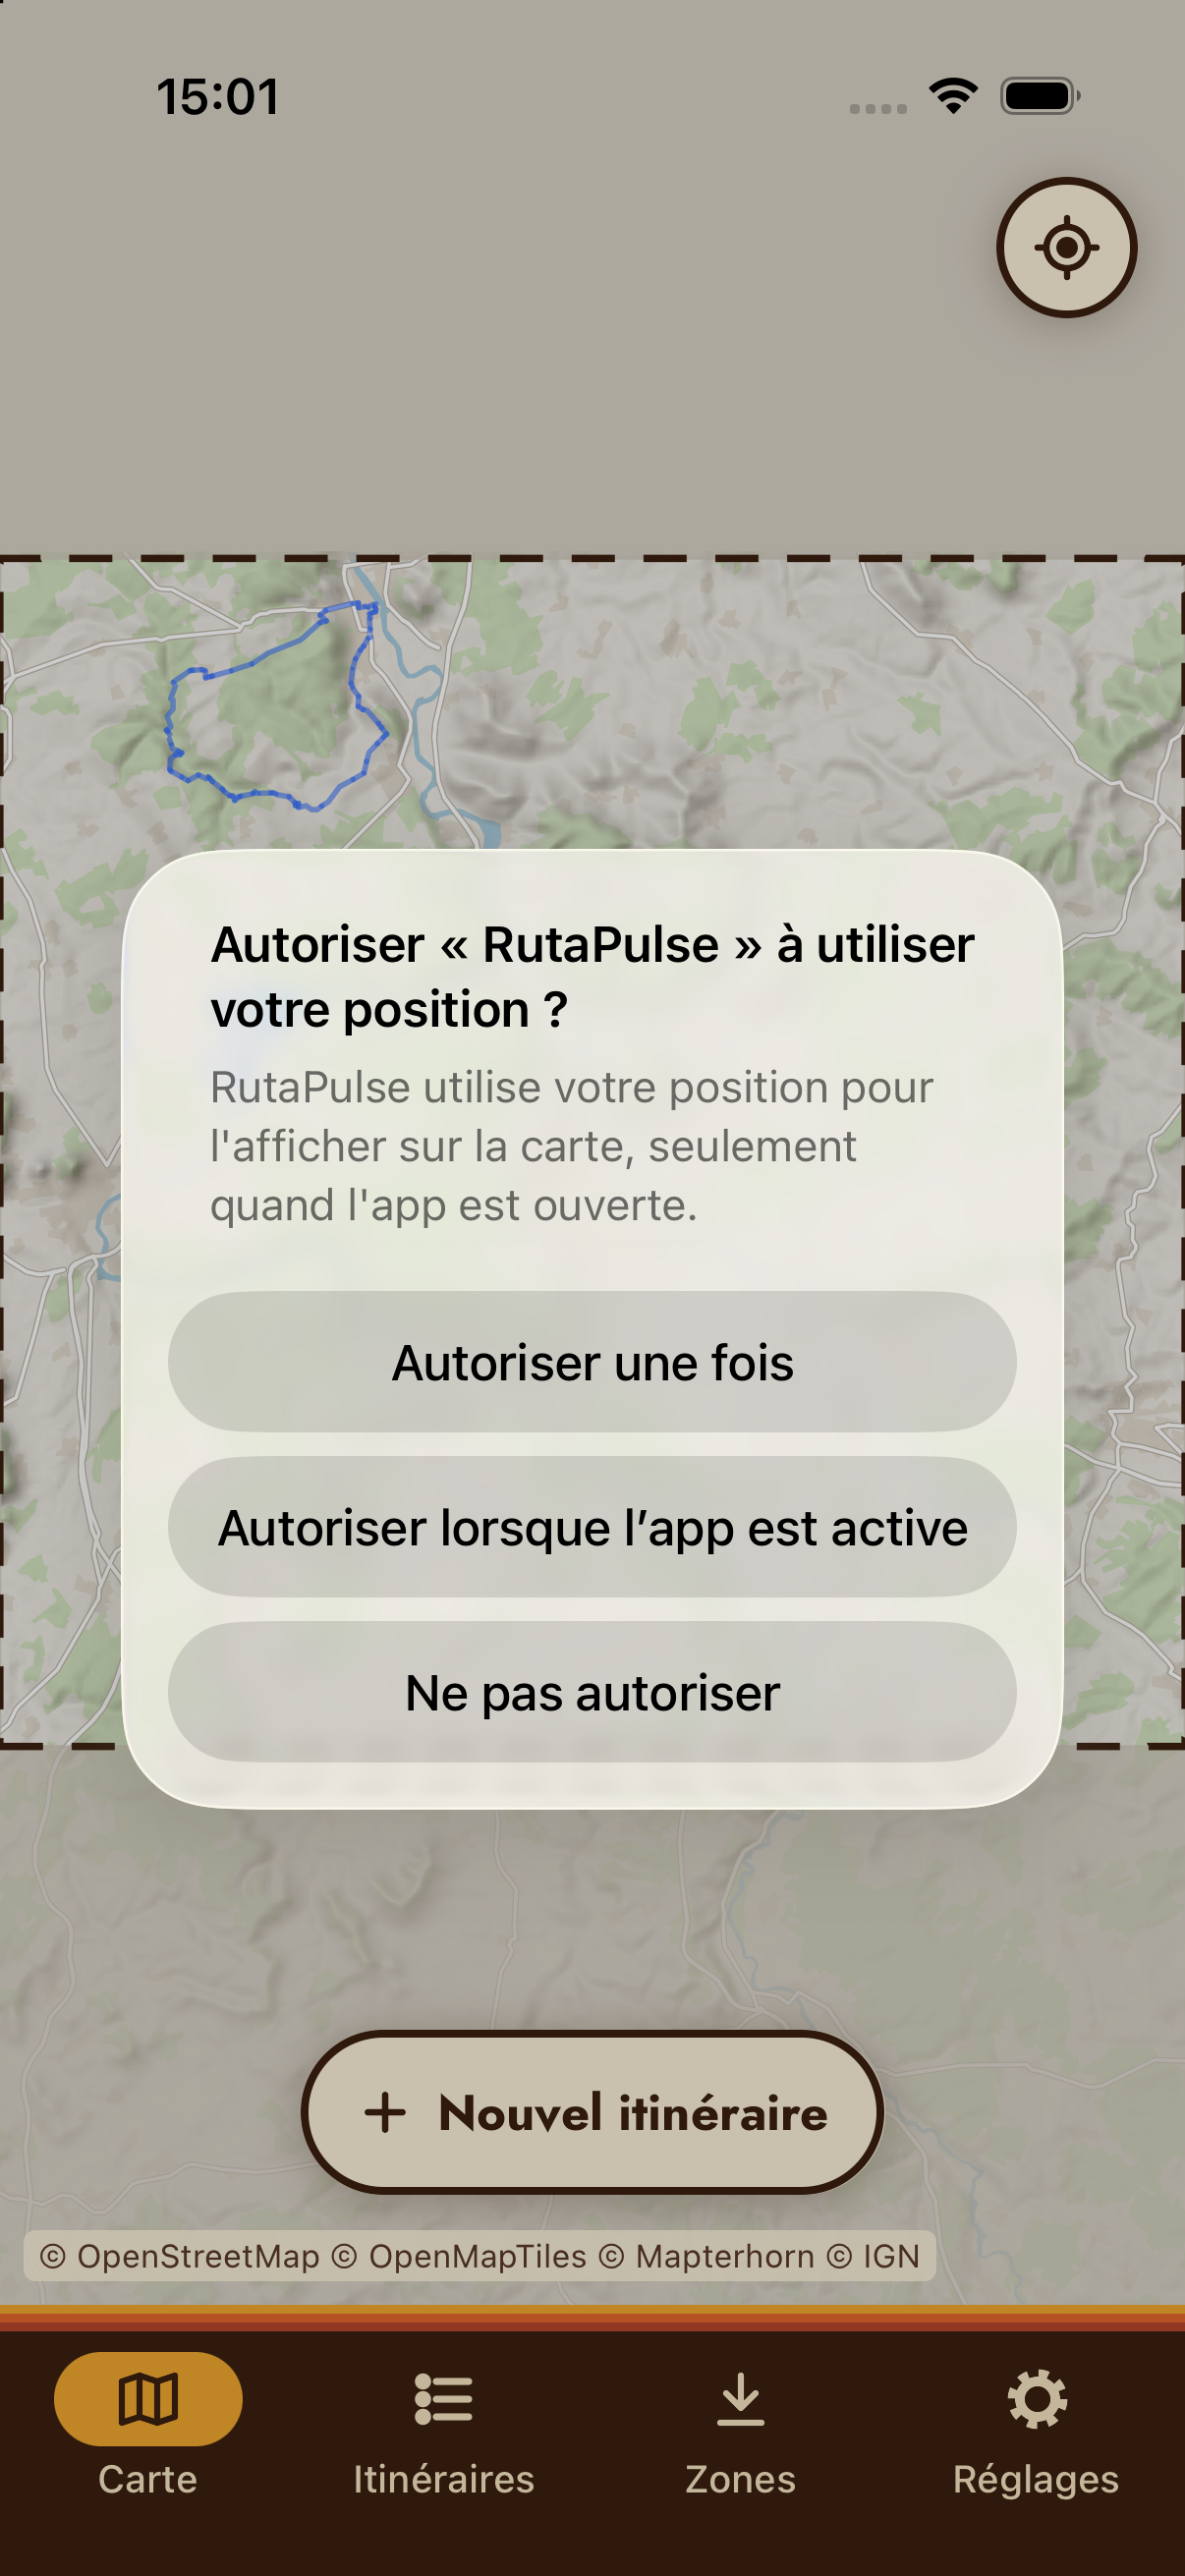 15:01
Autoriser « RutaPulse » à utiliser
votre position ?
RutaPulse utilise votre position pour
l'afficher sur la carte, seulement
quand l'app est ouverte.
Autoriser une fois
Autoriser lorsque l’app est active
Ne pas autoriser
+ Nouvel itinéraire
© OpenStreetMap © OpenMapTiles © Mapterhorn © IGN
Carte
Itinéraires
Zones
Réglages